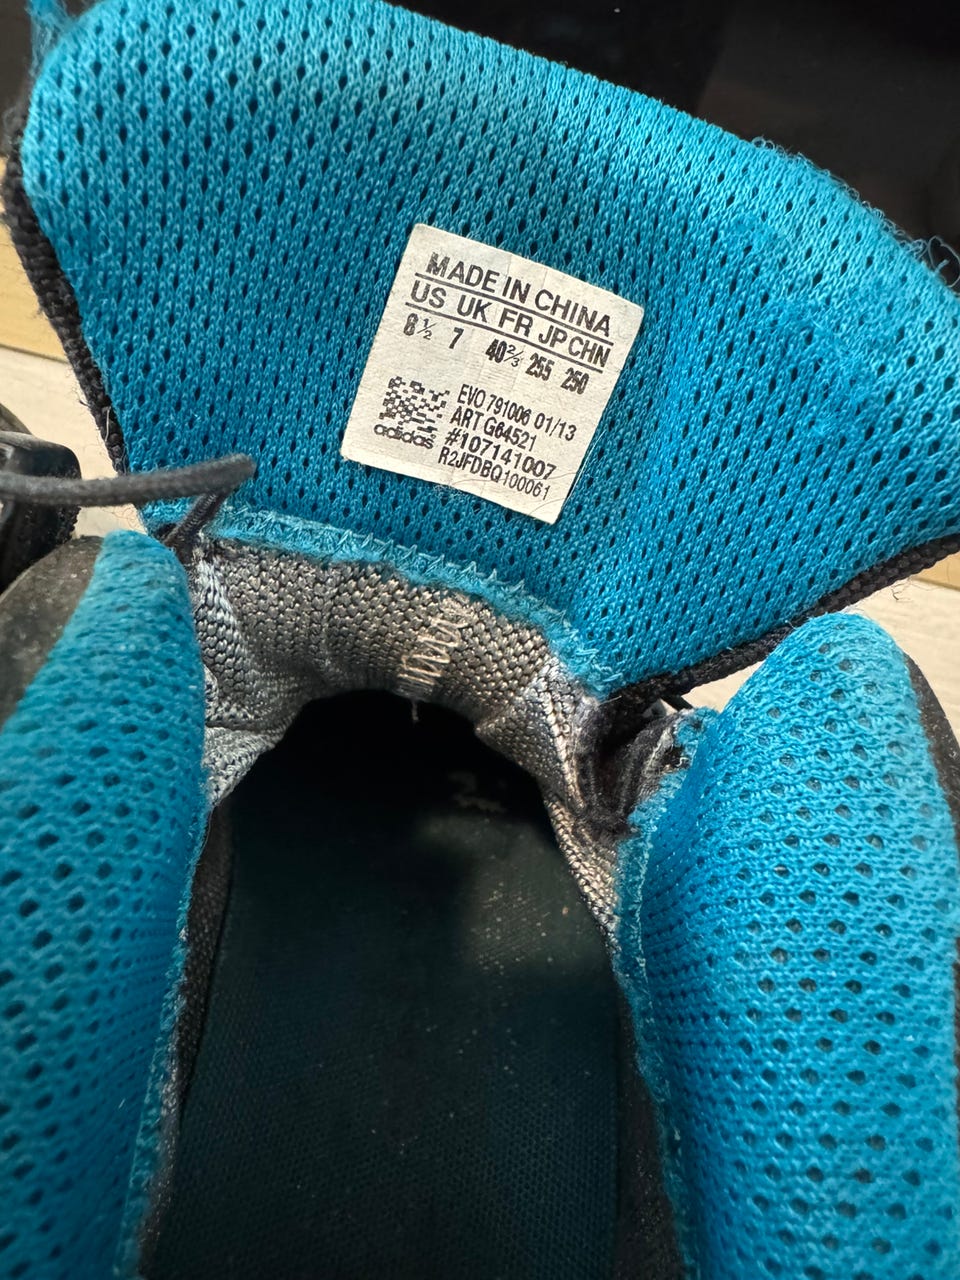 MADE IN CHINA
US UK FR JP CHN
8½ 7 40⅔ 255 250
EVO 791006 01/13
ART G64521
#107141007
adidas R2JFDBQ100061